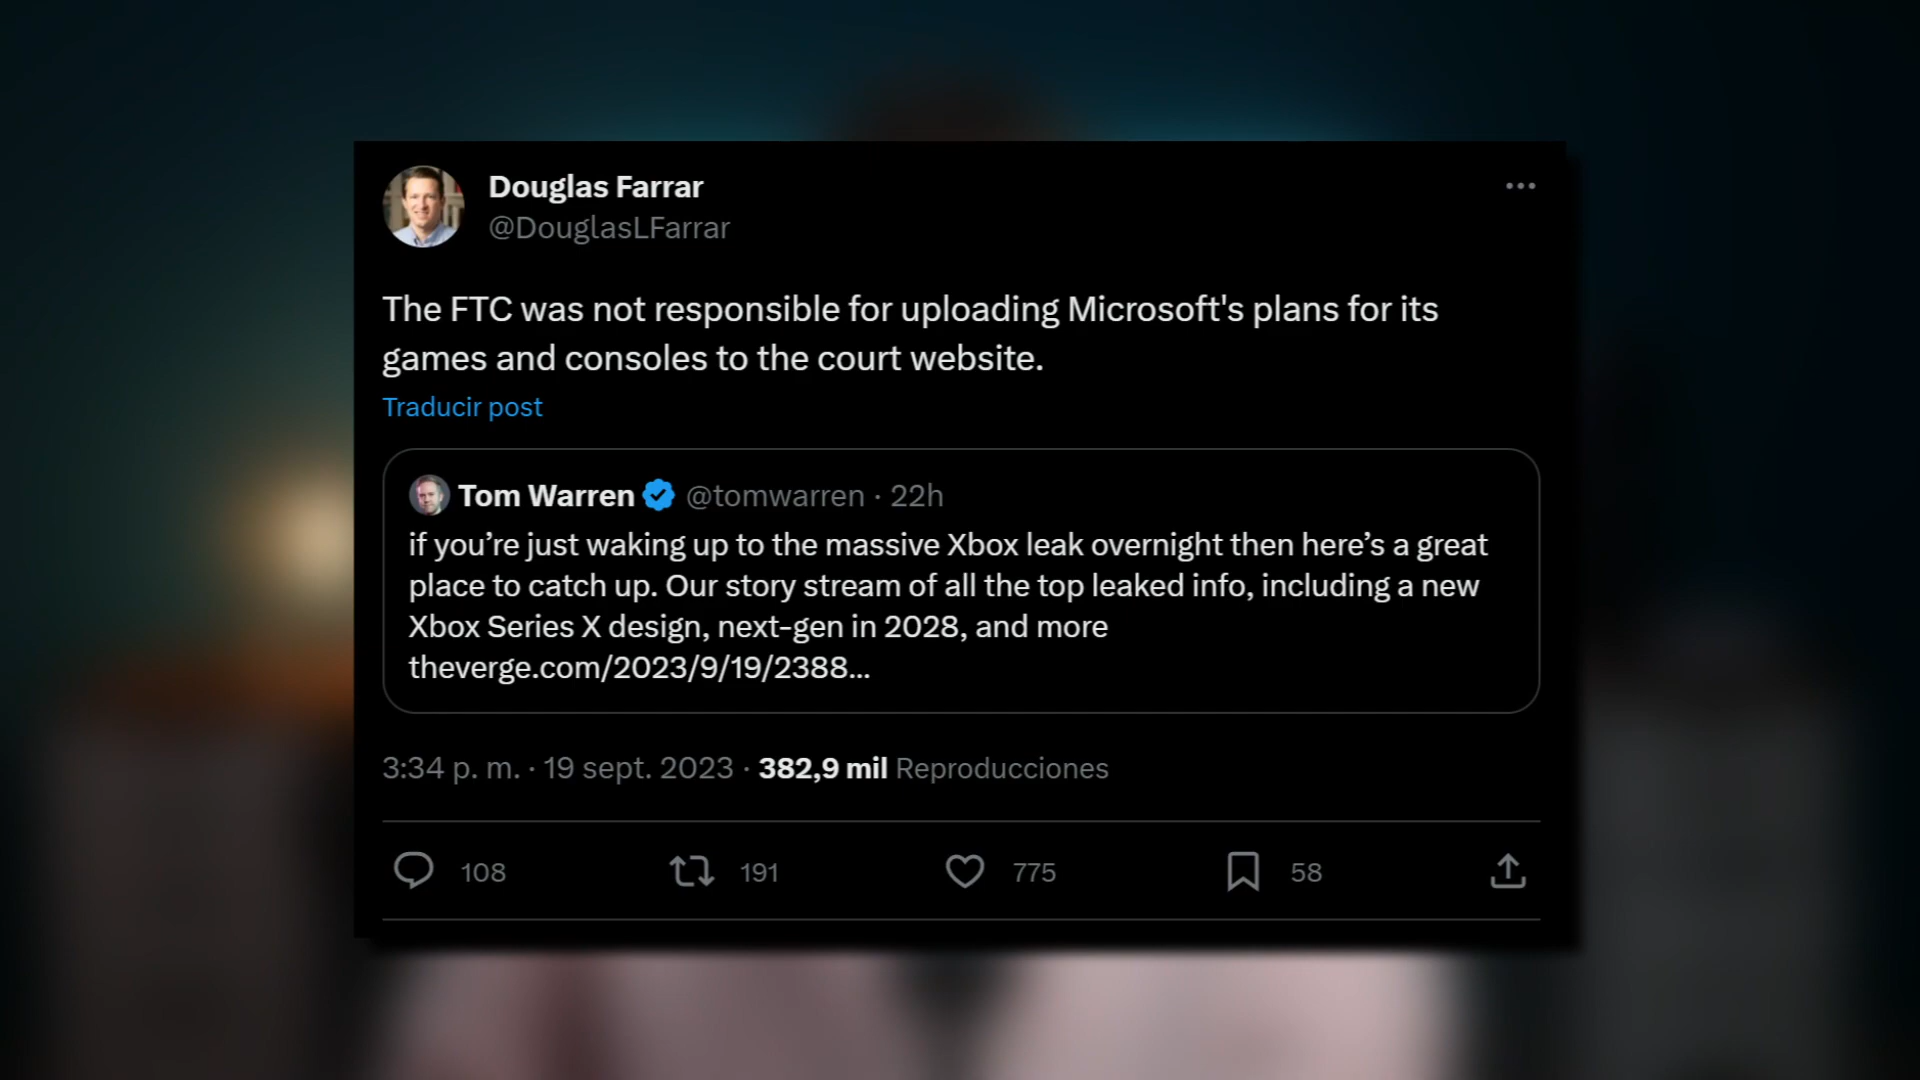 Douglas Farrar
@DouglasLFarrar
The FTC was not responsible for uploading Microsoft's plans for its
games and consoles to the court website.
Traducir post
Tom Warren @tomwarren · 22h
if you’re just waking up to the massive Xbox leak overnight then here’s a great
place to catch up. Our story stream of all the top leaked info, including a new
Xbox Series X design, next-gen in 2028, and more
theverge.com/2023/9/19/2388...
3:34 p. m. · 19 sept. 2023 · 382,9 mil Reproducciones
108 191 775 58